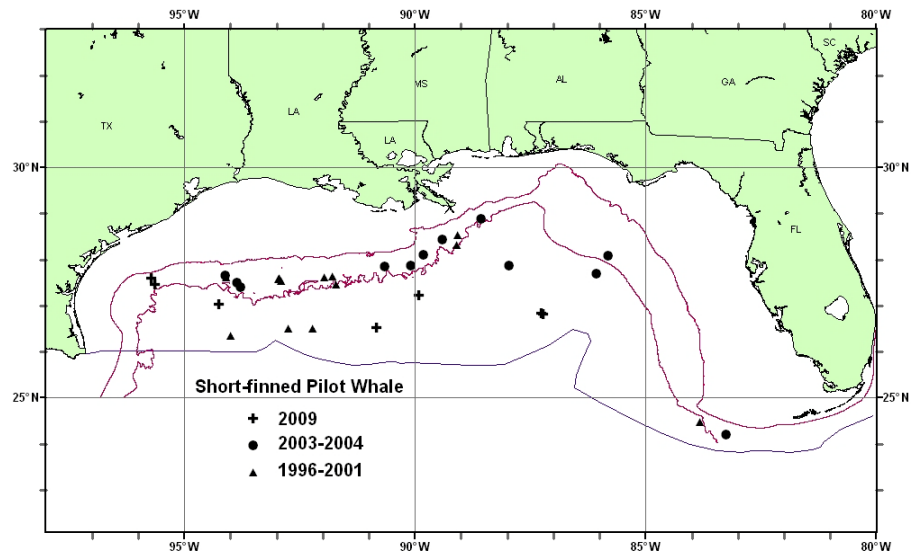 95°W 90°W 85°W 80°W
SC
MS AL GA
LA
TX
LA
30°N 30°N
FL
25°N 25°N
Short-finned Pilot Whale
2009
2003-2004
1996-2001
95°W 90°W 85°W 80°W